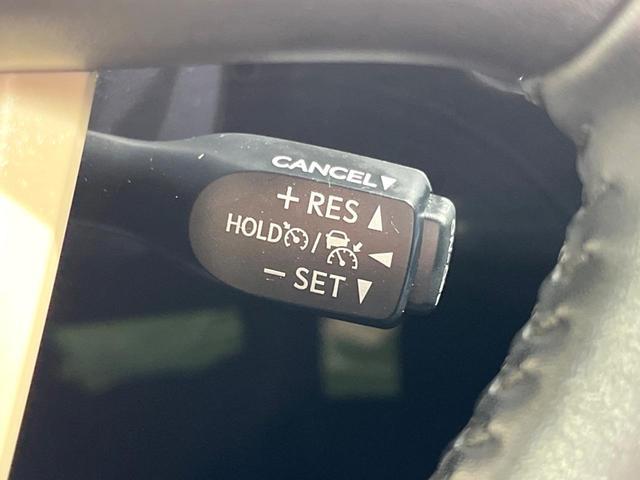 CANCEL▼
+ RES ▲
HOLD / ◀
− SET ▼